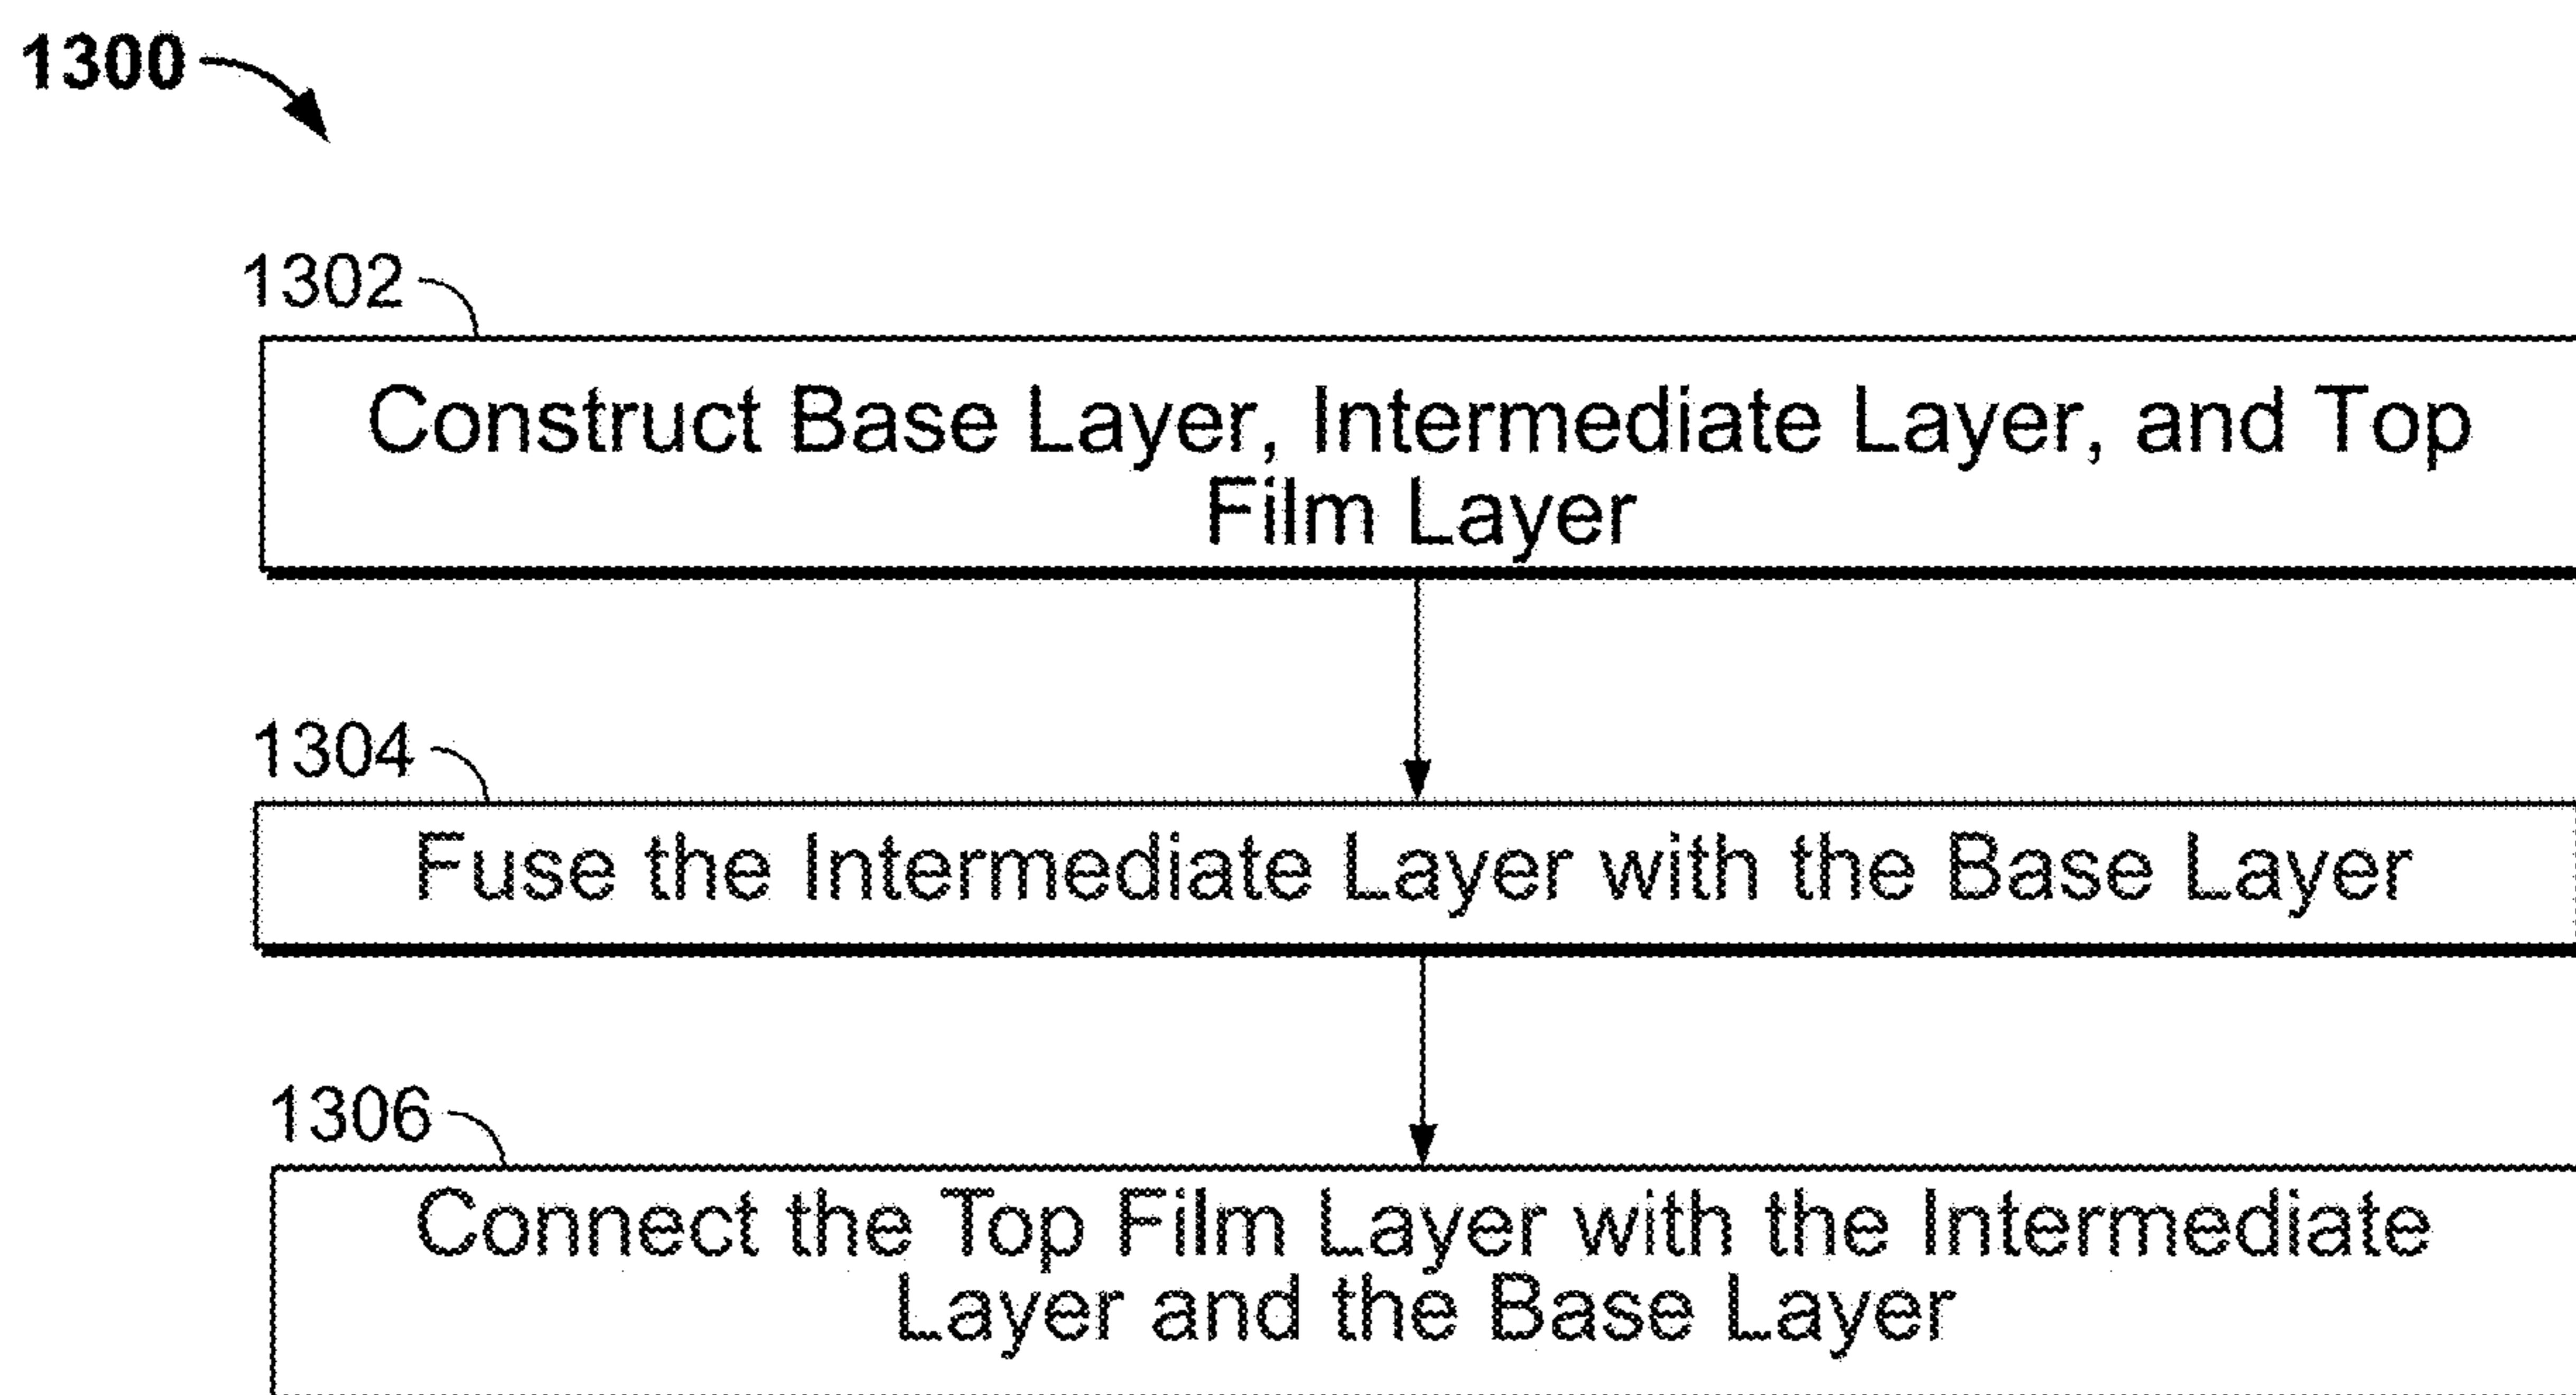 1300
1302
Construct Base Layer, Intermediate Layer, and Top
Film Layer
1304
Fuse the Intermediate Layer with the Base Layer
1306
Connect the Top Film Layer with the Intermediate
Layer and the Base Layer